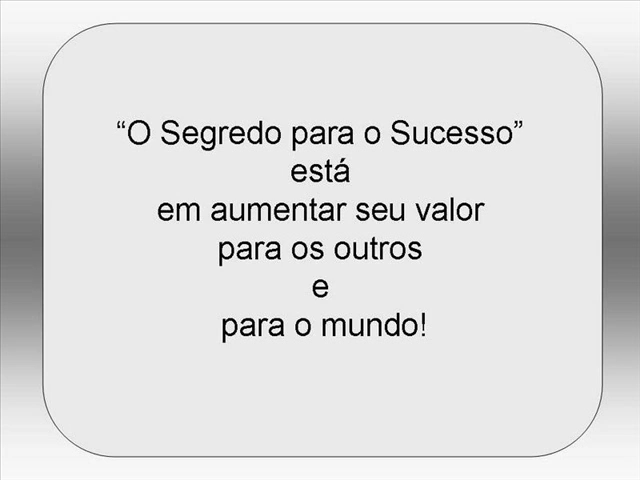 “O Segredo para o Sucesso”
está
em aumentar seu valor
para os outros
e
para o mundo!